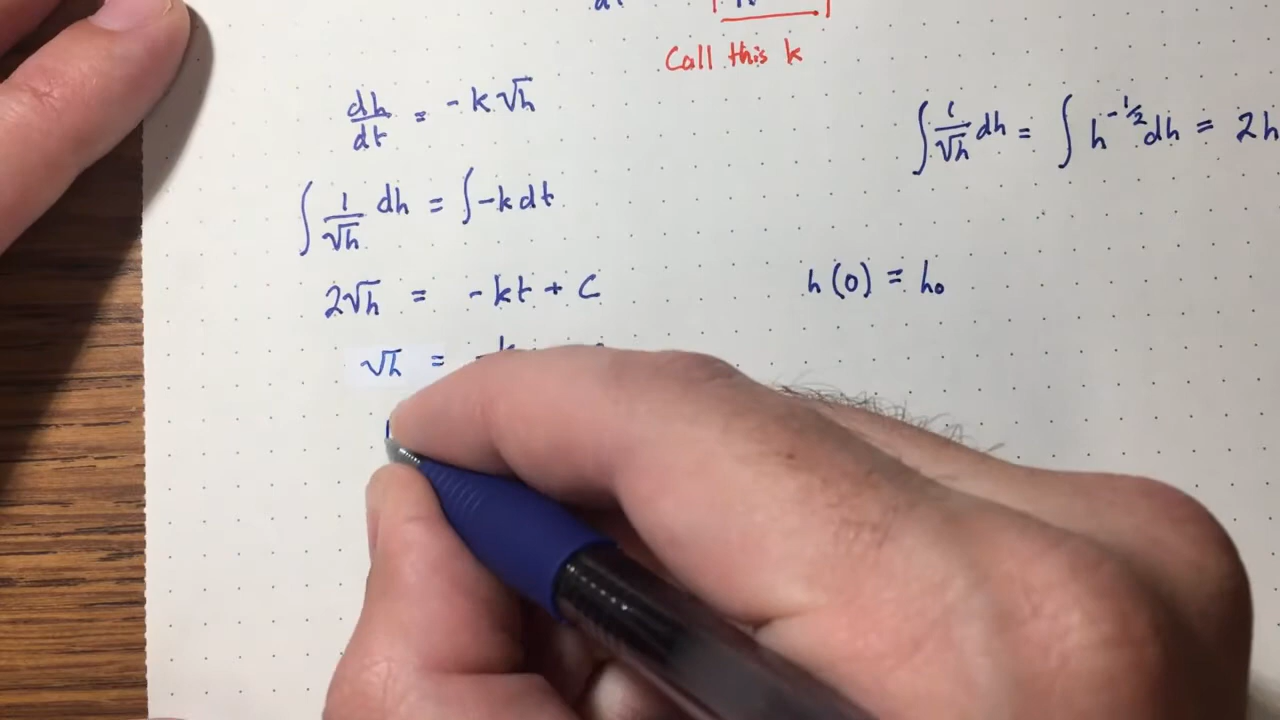 Call this k
dh/dt = -k√h
∫ 1/√h dh = ∫ h^-1/2 dh = 2h
∫ 1/√h dh = ∫ -k dt
2√h = -kt + C
h(0) = h₀
√h =